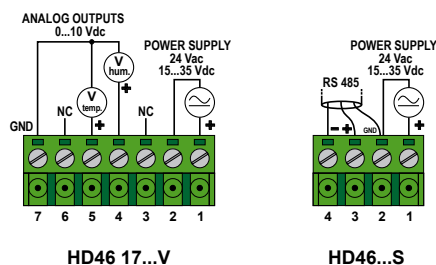 ANALOG OUTPUTS
0...10 Vdc
V
hum.
+
V
temp.
+
NC
NC
GND
POWER SUPPLY
24 Vac
15...35 Vdc
+
7 6 5 4 3 2 1
HD46 17...V
POWER SUPPLY
24 Vac
15...35 Vdc
RS 485
- + GND
+
4 3 2 1
HD46...S